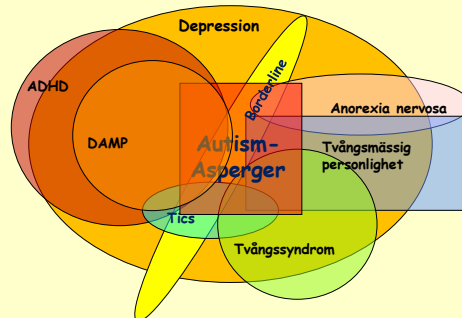 Depression
ADHD
Borderline
Anorexia nervosa
DAMP
Autism-
Asperger
Tvångsmässig
personlighet
Tics
Tvångssyndrom